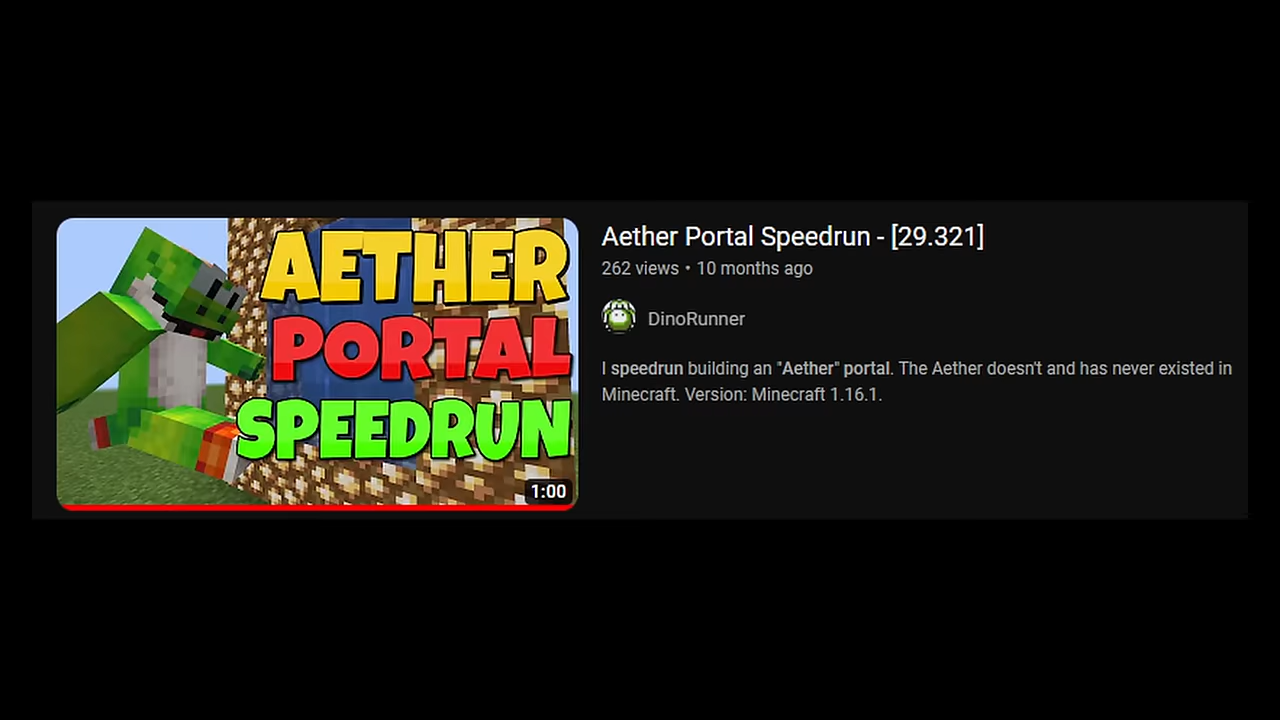 AETHER
PORTAL
SPEEDRUN
1:00
Aether Portal Speedrun - [29.321]
262 views • 10 months ago
DinoRunner
I speedrun building an "Aether" portal. The Aether doesn't and has never existed in
Minecraft. Version: Minecraft 1.16.1.